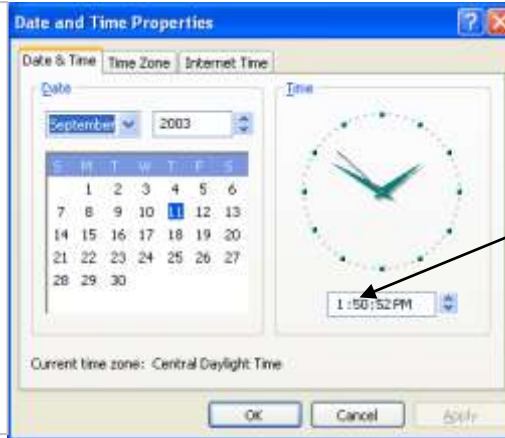 Date and Time Properties
Date & Time Time Zone Internet Time
Date
Time
September 2003
S M T W T F S
1 2 3 4 5 6
7 8 9 10 11 12 13
14 15 16 17 18 19 20
21 22 23 24 25 26 27
28 29 30
1:50:52 PM
Current time zone: Central Daylight Time
OK Cancel Apply